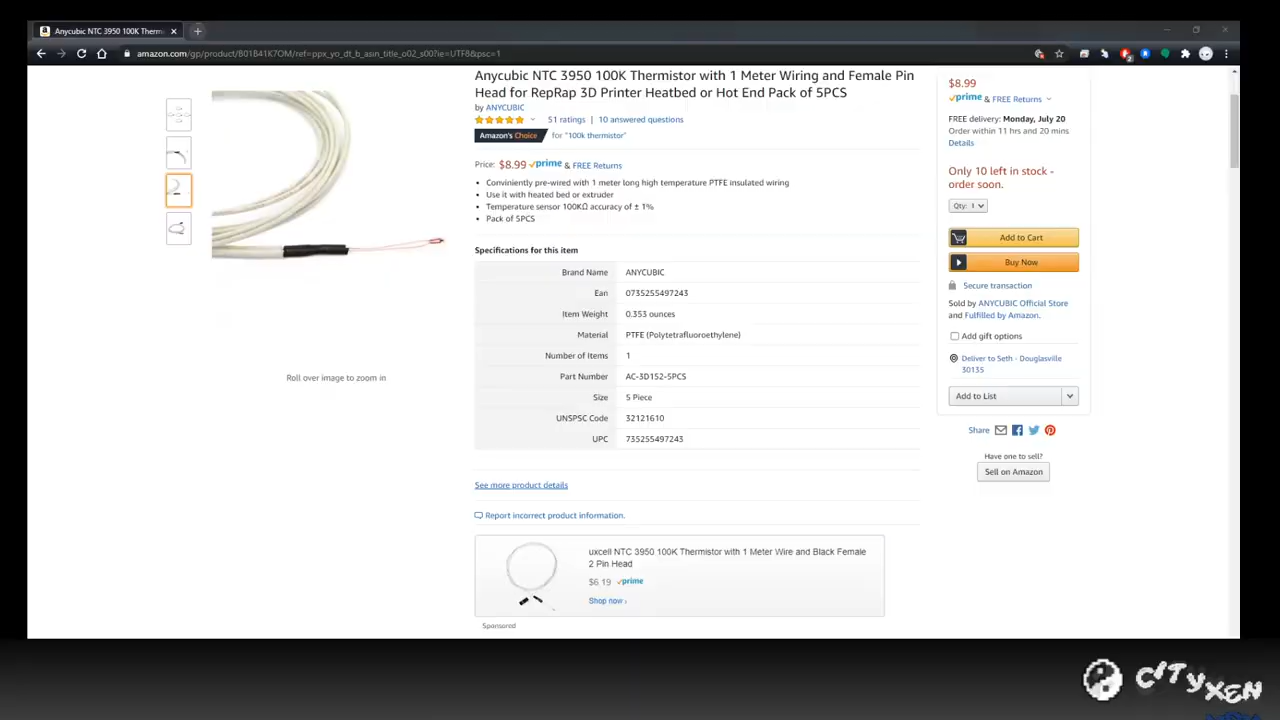 Anycubic NTC 3950 100K Therm
amazon.com/gp/product/B01B41K7OM/ref=ppx_yo_dt_b_asin_title_o02_s00?ie=UTF8&psc=1
Anycubic NTC 3950 100K Thermistor with 1 Meter Wiring and Female Pin
Head for RepRap 3D Printer Heatbed or Hot End Pack of 5PCS
by ANYCUBIC
51 ratings | 10 answered questions
Amazon's Choice for "100k thermistor"
Price: $8.99 prime & FREE Returns
• Conviniently pre-wired with 1 meter long high temperature PTFE insulated wiring
• Use it with heated bed or extruder
• Temperature sensor 100KΩ accuracy of ± 1%
• Pack of 5PCS
Specifications for this item
Brand Name ANYCUBIC
Ean 0735255497243
Item Weight 0.353 ounces
Material PTFE (Polytetrafluoroethylene)
Number of Items 1
Part Number AC-3D152-5PCS
Size 5 Piece
UNSPSC Code 32121610
UPC 735255497243
See more product details
Report incorrect product information.
uxcell NTC 3950 100K Thermistor with 1 Meter Wire and Black Female
2 Pin Head
$6.19 prime
Shop now ›
Sponsored
Roll over image to zoom in
$8.99
prime & FREE Returns
FREE delivery: Monday, July 20
Order within 11 hrs and 20 mins
Details
Only 10 left in stock -
order soon.
Qty: 1
Add to Cart
Buy Now
Secure transaction
Sold by ANYCUBIC Official Store
and Fulfilled by Amazon.
Add gift options
Deliver to Seth - Douglasville
30135
Add to List
Share
Have one to sell?
Sell on Amazon
CITYXEN